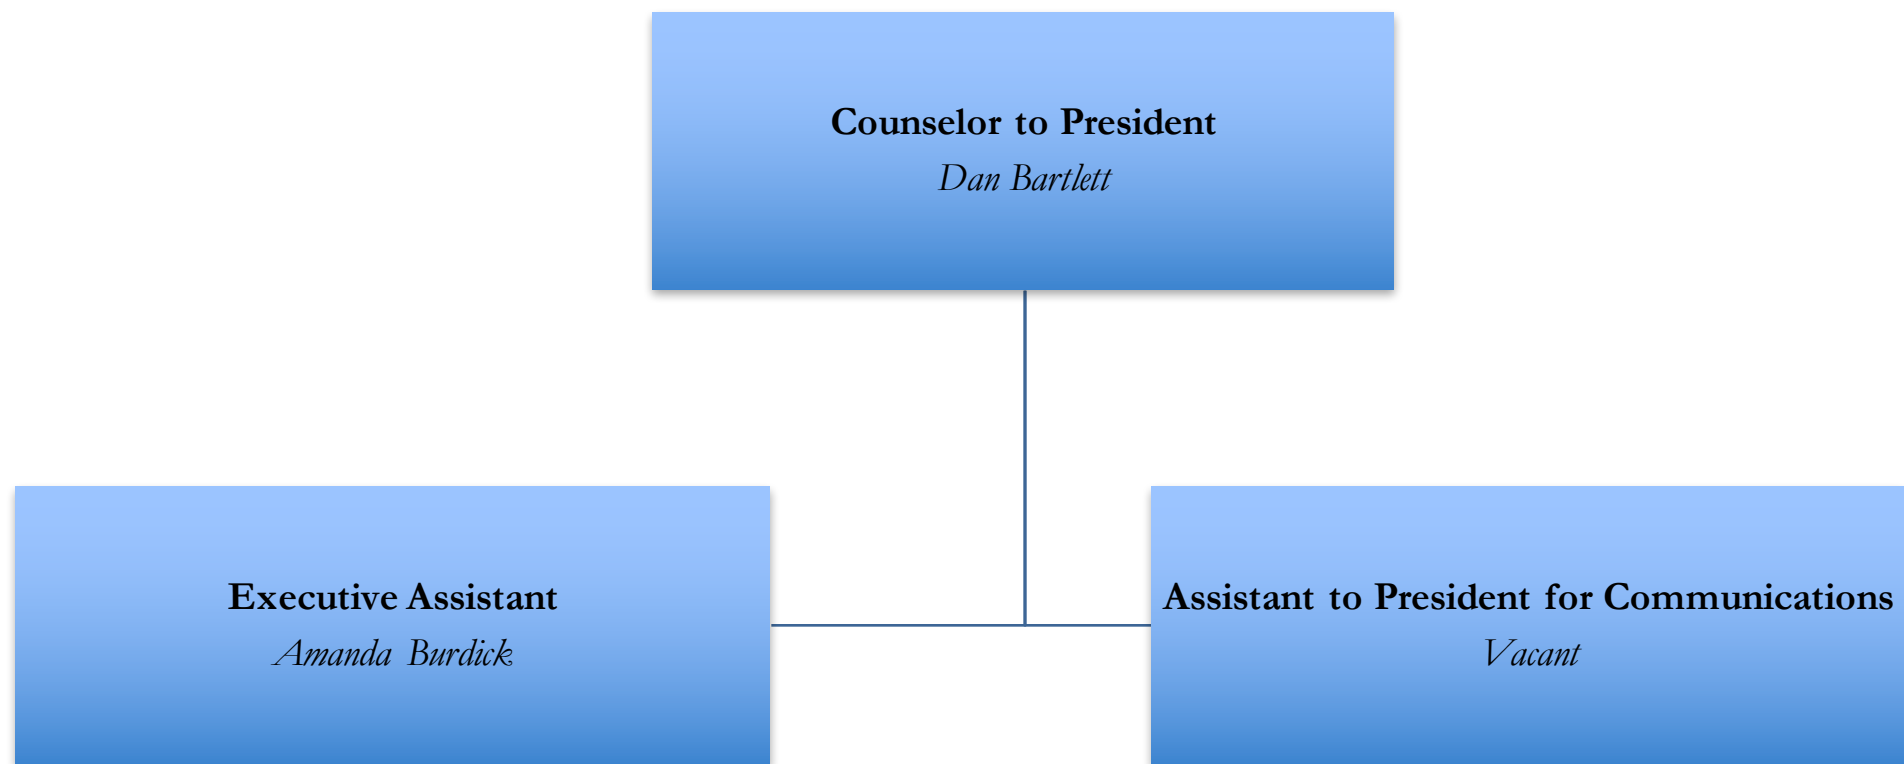 Counselor to President
Dan Bartlett
Executive Assistant
Amanda Burdick
Assistant to President for Communications
Vacant